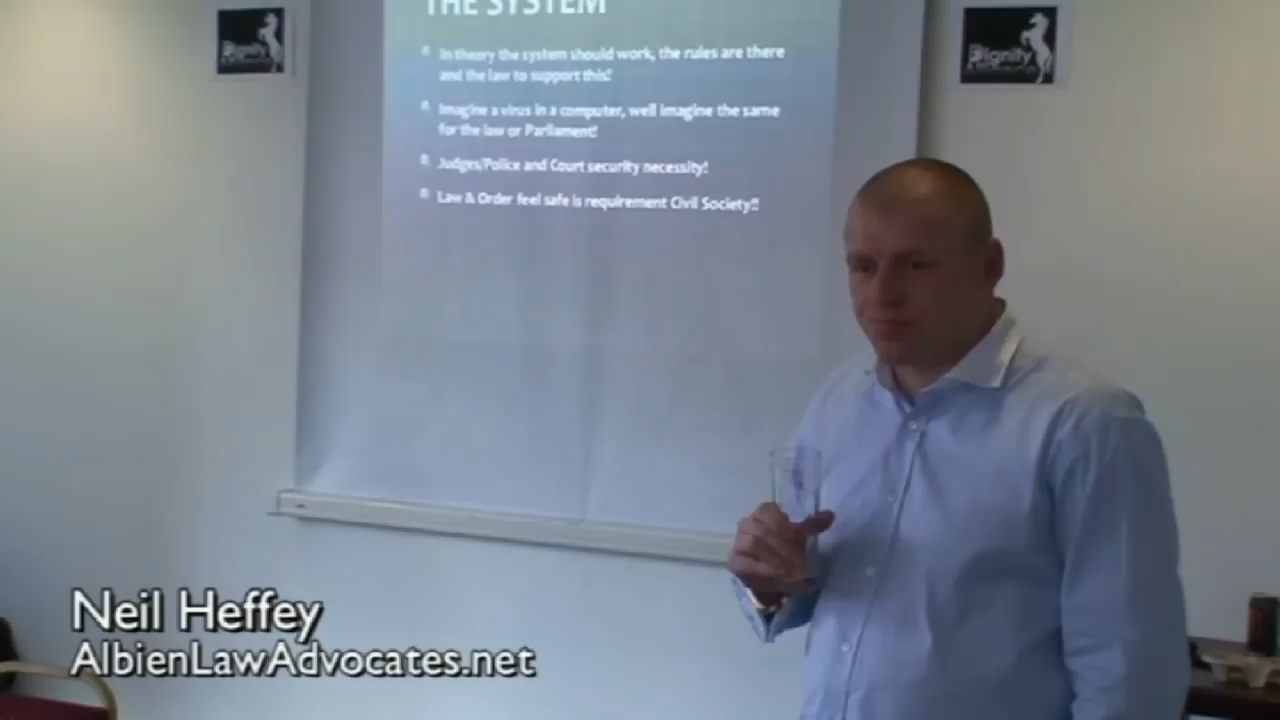 THE SYSTEM
In theory the system should work, the rules are there
and the law to support this!
Imagine a virus in a computer, well imagine the same
for the law or Parliament!
Judges/Police and Court security necessity!
Law & Order feel safe is requirement Civil Society!!
Dignity
Dignity
Neil Heffey
AlbienLawAdvocates.net